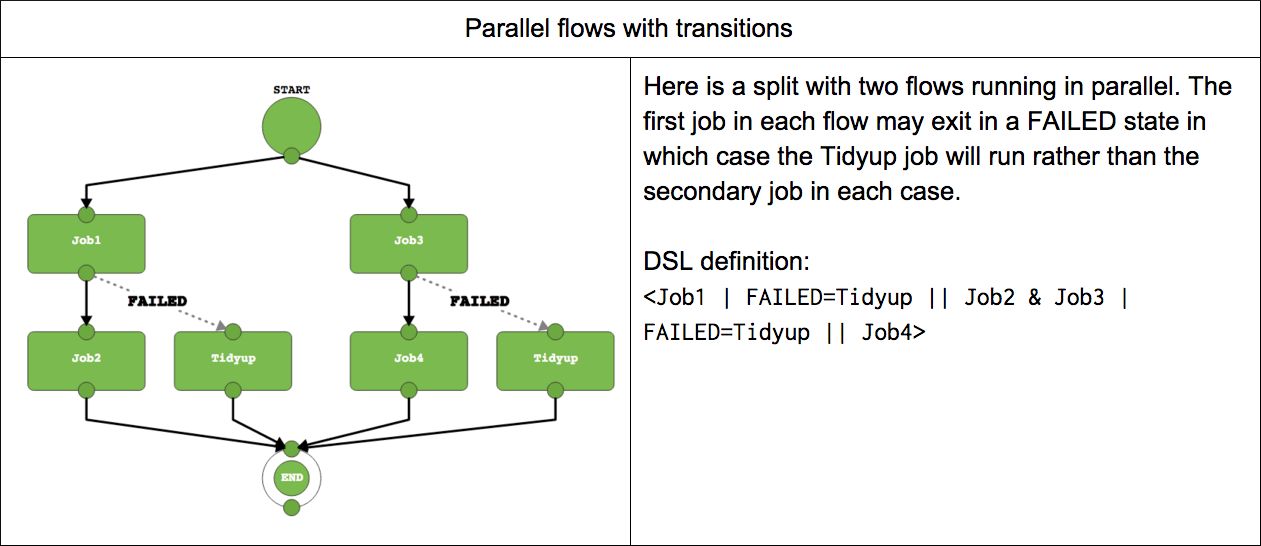 Parallel flows with transitions
START
Job1
Job3
FAILED
FAILED
Job2
Tidyup
Job4
Tidyup
END
Here is a split with two flows running in parallel. The
first job in each flow may exit in a FAILED state in
which case the Tidyup job will run rather than the
secondary job in each case.
DSL definition:
<Job1 | FAILED=Tidyup || Job2 & Job3 |
FAILED=Tidyup || Job4>